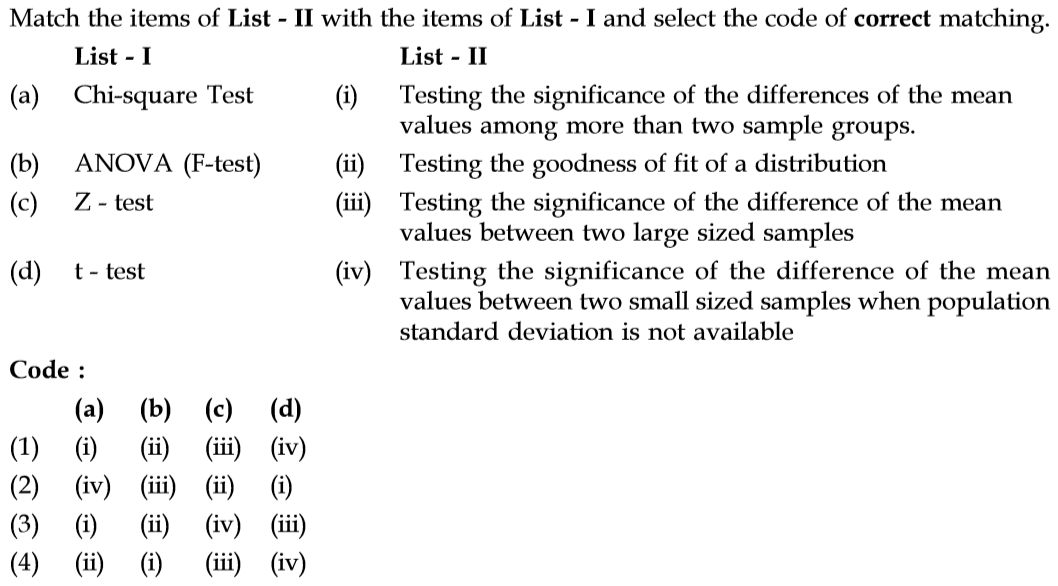 Match the items of List - II with the items of List - I and select the code of correct matching.
List - I List - II
(a) Chi-square Test (i) Testing the significance of the differences of the mean
values among more than two sample groups.
(b) ANOVA (F-test) (ii) Testing the goodness of fit of a distribution
(c) Z - test (iii) Testing the significance of the difference of the mean
values between two large sized samples
(d) t - test (iv) Testing the significance of the difference of the mean
values between two small sized samples when population
standard deviation is not available
Code :
(a) (b) (c) (d)
(1) (i) (ii) (iii) (iv)
(2) (iv) (iii) (ii) (i)
(3) (i) (ii) (iv) (iii)
(4) (ii) (i) (iii) (iv)